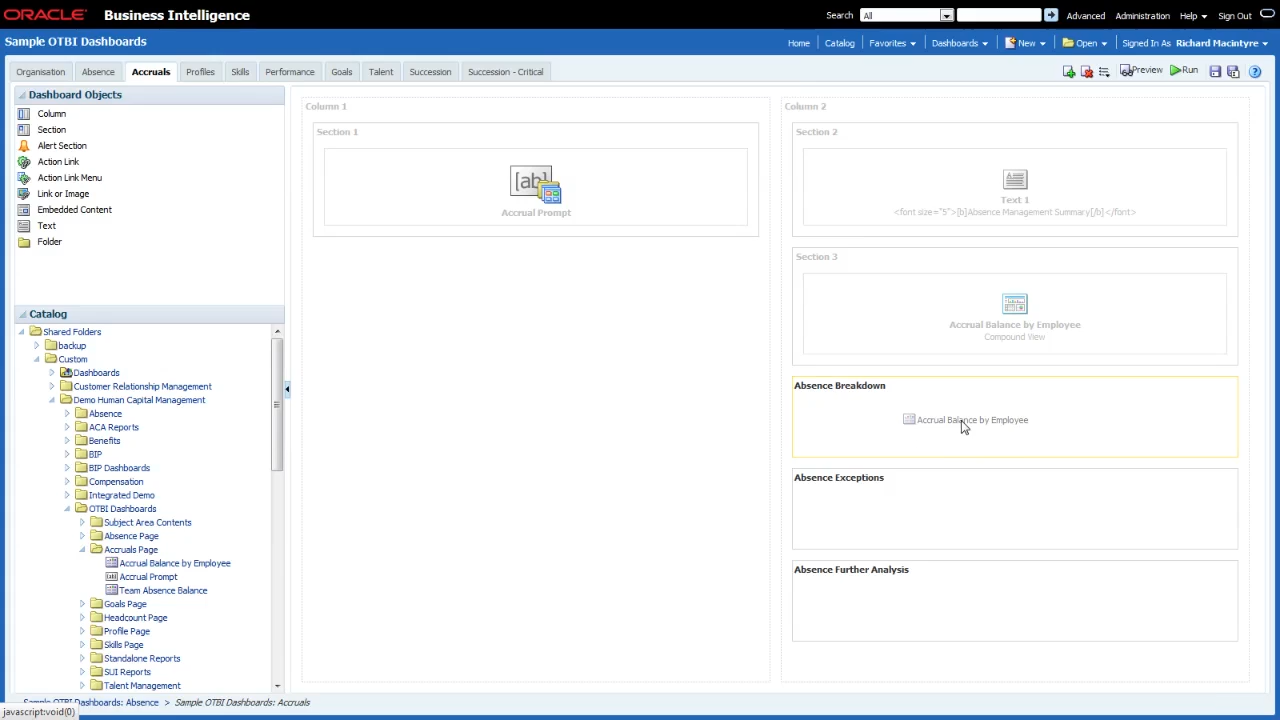 ORACLE Business Intelligence
Search All Advanced Administration Help Sign Out
Sample OTBI Dashboards
Home Catalog Favorites Dashboards New Open Signed In As Richard Macintyre
Organisation Absence Accruals Profiles Skills Performance Goals Talent Succession Succession - Critical
Preview Run
Dashboard Objects
Column
Section
Alert Section
Action Link
Action Link Menu
Link or Image
Embedded Content
Text
Folder
Catalog
Shared Folders
backup
Custom
Dashboards
Customer Relationship Management
Demo Human Capital Management
Absence
ACA Reports
Benefits
BIP
BIP Dashboards
Compensation
Integrated Demo
OTBI Dashboards
Subject Area Contents
Absence Page
Accruals Page
Accrual Balance by Employee
Accrual Prompt
Team Absence Balance
Goals Page
Headcount Page
Profile Page
Skills Page
Standalone Reports
SUI Reports
Talent Management
Column 1
Section 1
[ab]
Accrual Prompt
Column 2
Section 2
Text 1
<font size="5">[b]Absence Management Summary[/b]</font>
Section 3
Accrual Balance by Employee
Compound View
Absence Breakdown
Accrual Balance by Employee
Absence Exceptions
Absence Further Analysis
Sample OTBI Dashboards: Absence > Sample OTBI Dashboards: Accruals
javascript:void(0)